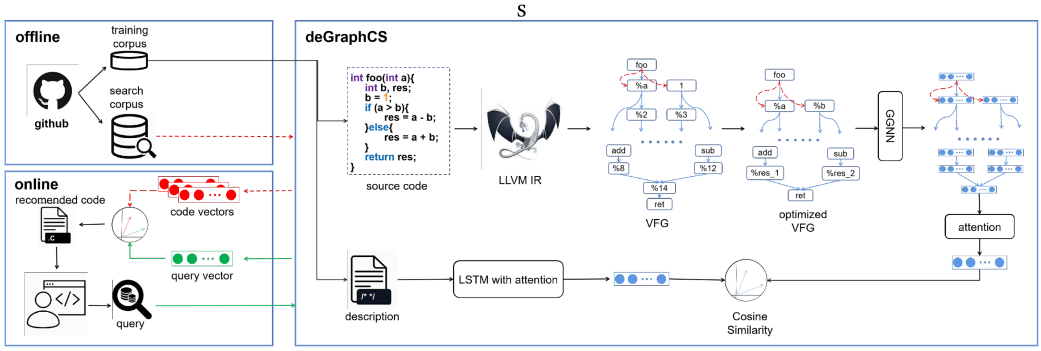 s
offline
training
corpus
github
search
corpus
online
recomended code
.c
code vectors
query vector
query
deGraphCS
int foo(int a){
int b, res;
b = 1;
if (a > b){
res = a - b;
}else{
res = a + b;
}
return res;
}
source code
LLVM IR
foo
%a
1
%2
%3
add
sub
%8
%12
%14
ret
VFG
foo
%a
%b
add
sub
%res_1
%res_2
ret
optimized
VFG
GGNN
attention
/* */
description
LSTM with attention
Cosine
Similarity